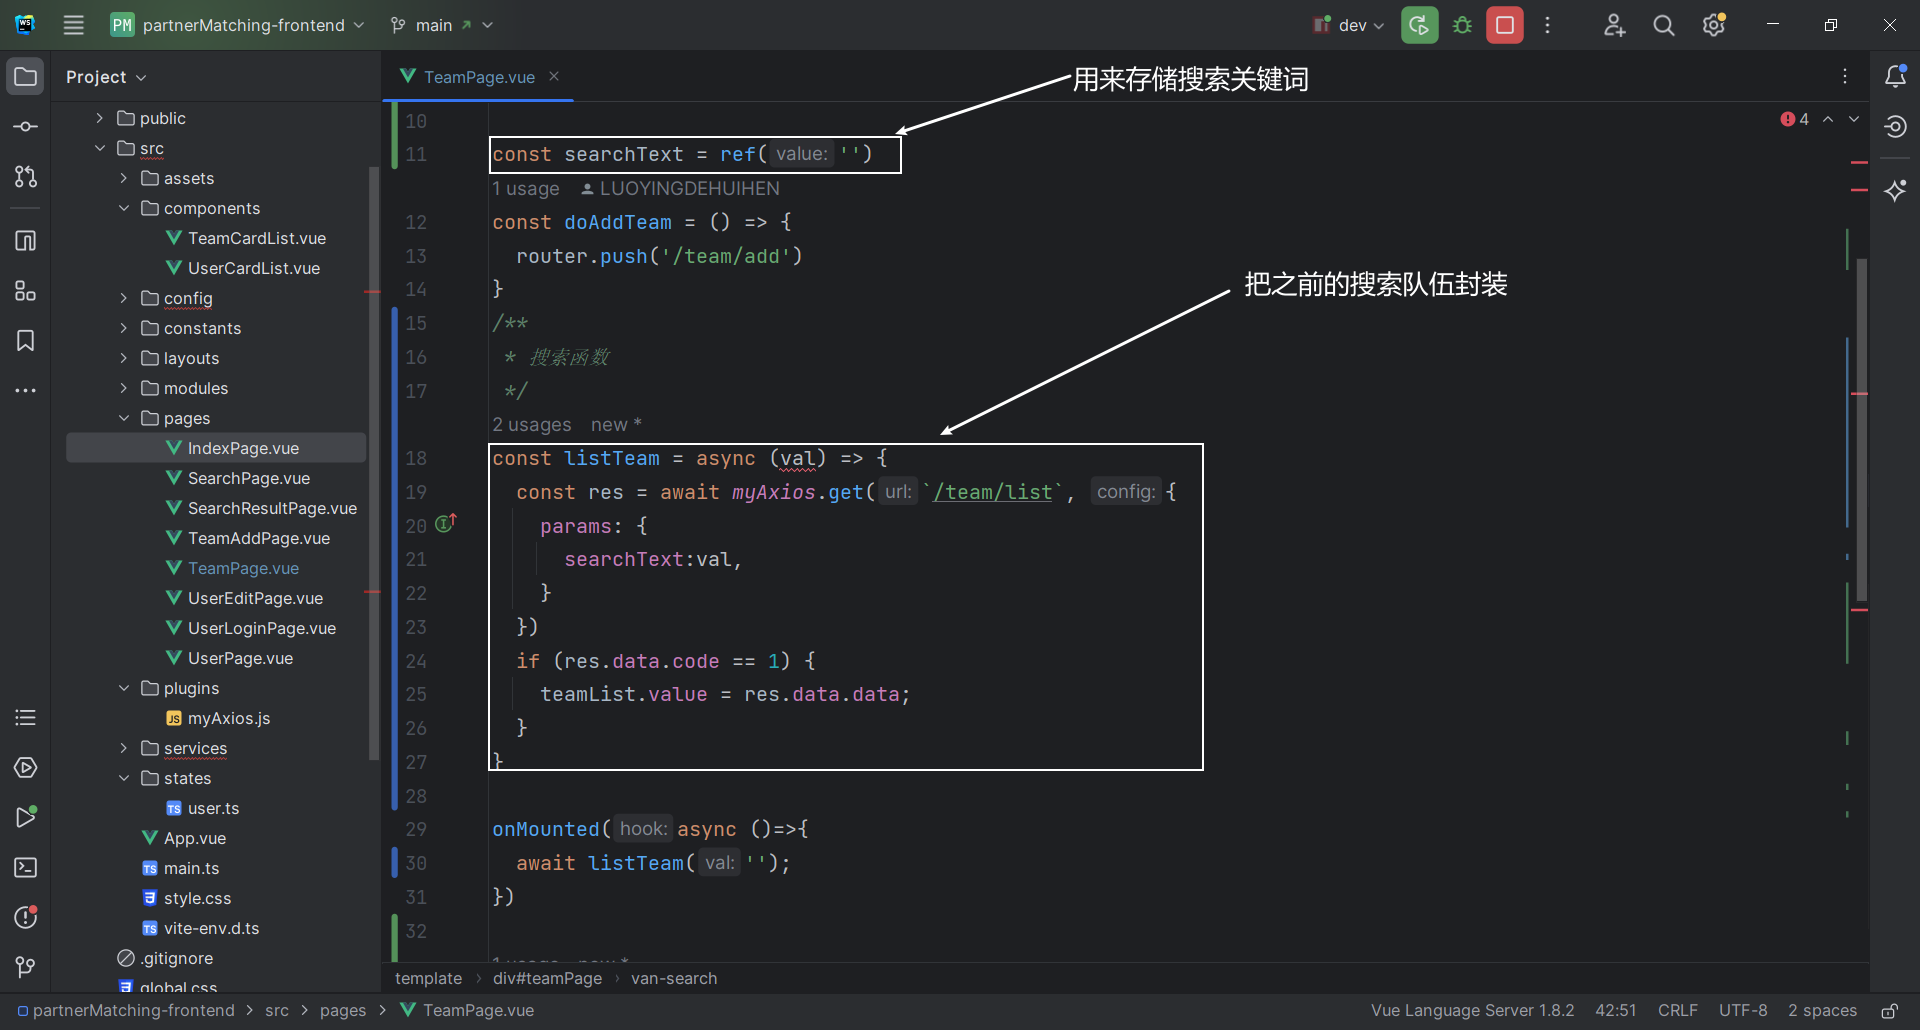 WS
PM partnerMatching-frontend main
dev
Project
public
src
assets
components
TeamCardList.vue
UserCardList.vue
config
constants
layouts
modules
pages
IndexPage.vue
SearchPage.vue
SearchResultPage.vue
TeamAddPage.vue
TeamPage.vue
UserEditPage.vue
UserLoginPage.vue
UserPage.vue
plugins
JS myAxios.js
services
states
TS user.ts
App.vue
TS main.ts
style.css
TS vite-env.d.ts
.gitignore
global.css
TeamPage.vue
用来存储搜索关键词
4
10
11 const searchText = ref( value: '')
1 usage LUOYINGDEHUIHEN
12 const doAddTeam = () => {
13 router.push('/team/add')
14 }
把之前的搜索队伍封装
15 /**
16 * 搜索函数
17 */
2 usages new *
18 const listTeam = async (val) => {
19 const res = await myAxios.get( url: `/team/list`, config: {
20 params: {
21 searchText:val,
22 }
23 })
24 if (res.data.code == 1) {
25 teamList.value = res.data.data;
26 }
27 }
28
29 onMounted( hook: async ()=>{
30 await listTeam( val: '');
31 })
32
1 usage new *
template > div#teamPage > van-search
partnerMatching-frontend > src > pages > TeamPage.vue
Vue Language Server 1.8.2 42:51 CRLF UTF-8 2 spaces